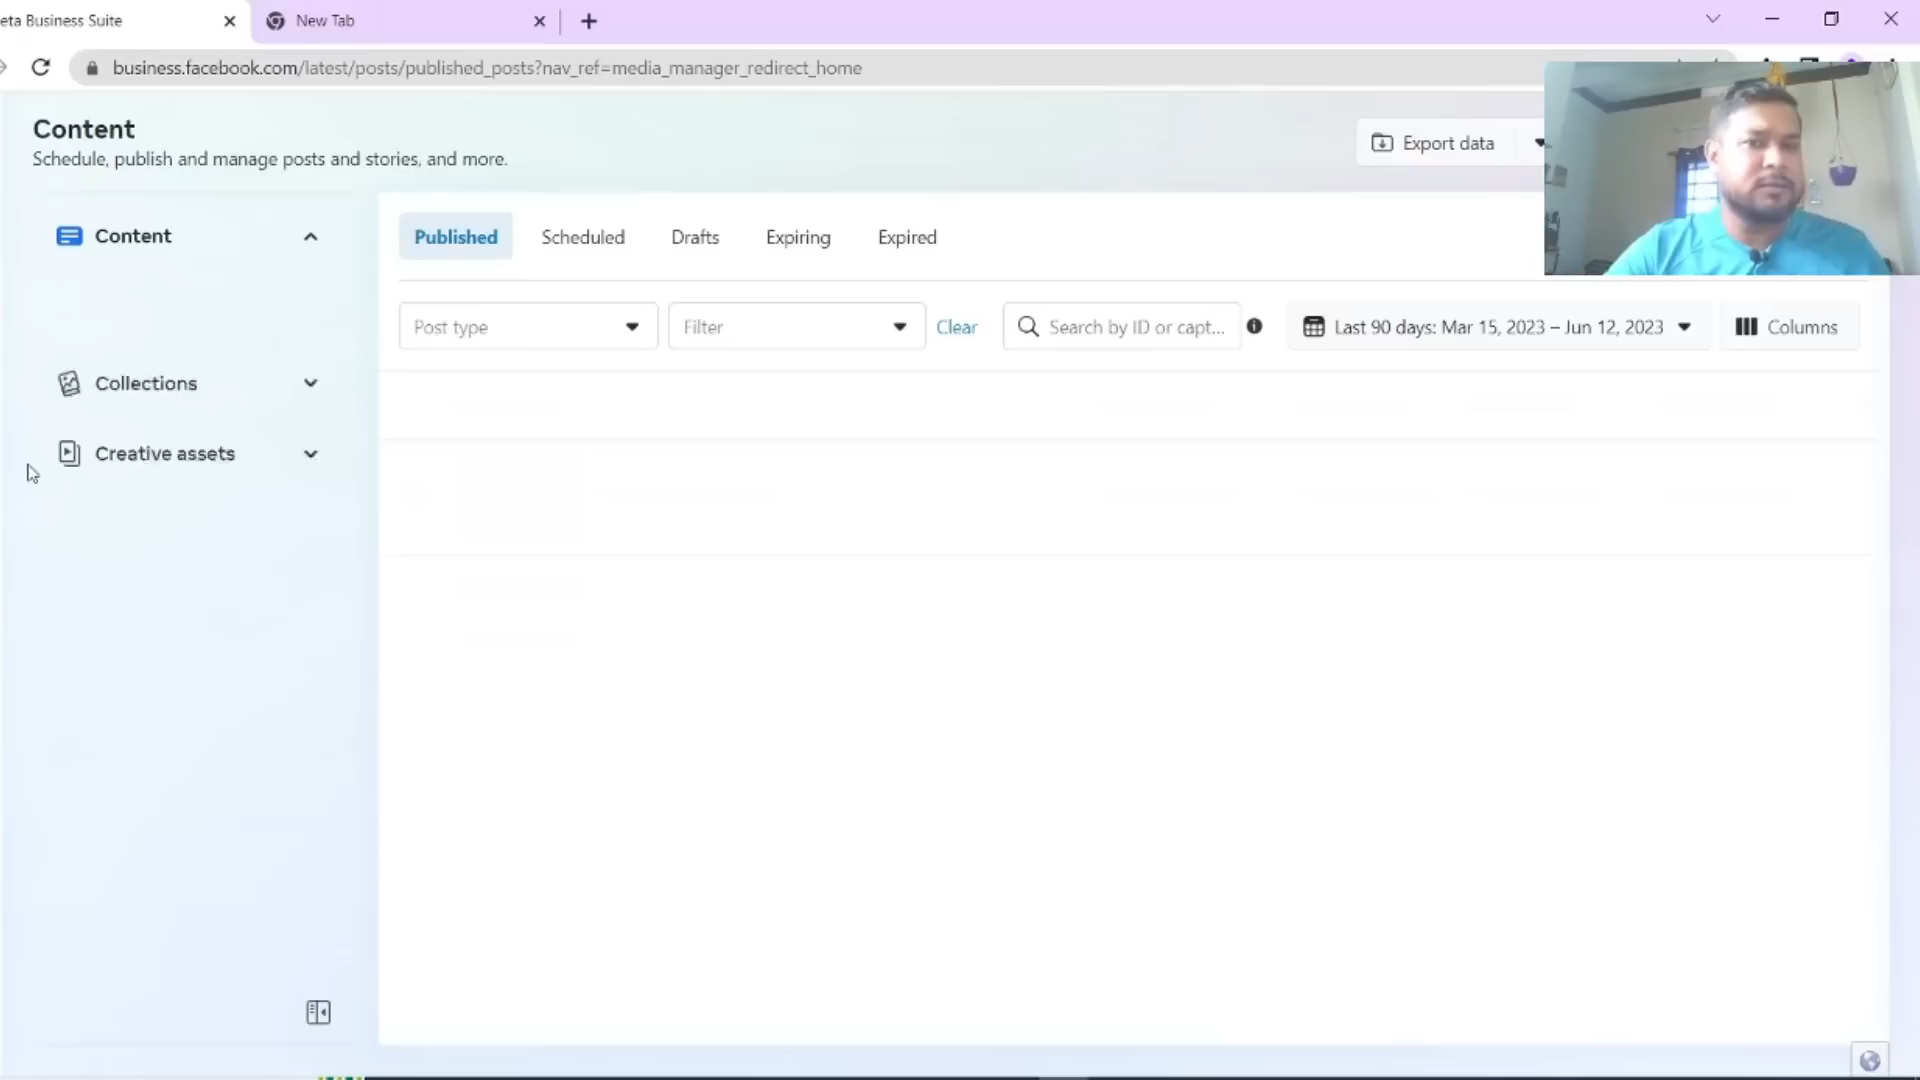 eta Business Suite
New Tab
business.facebook.com/latest/posts/published_posts?nav_ref=media_manager_redirect_home
Content
Schedule, publish and manage posts and stories, and more.
Export data
Content
Published
Scheduled
Drafts
Expiring
Expired
Post type
Filter
Clear
Search by ID or capt...
Last 90 days: Mar 15, 2023 – Jun 12, 2023
Columns
Collections
Creative assets